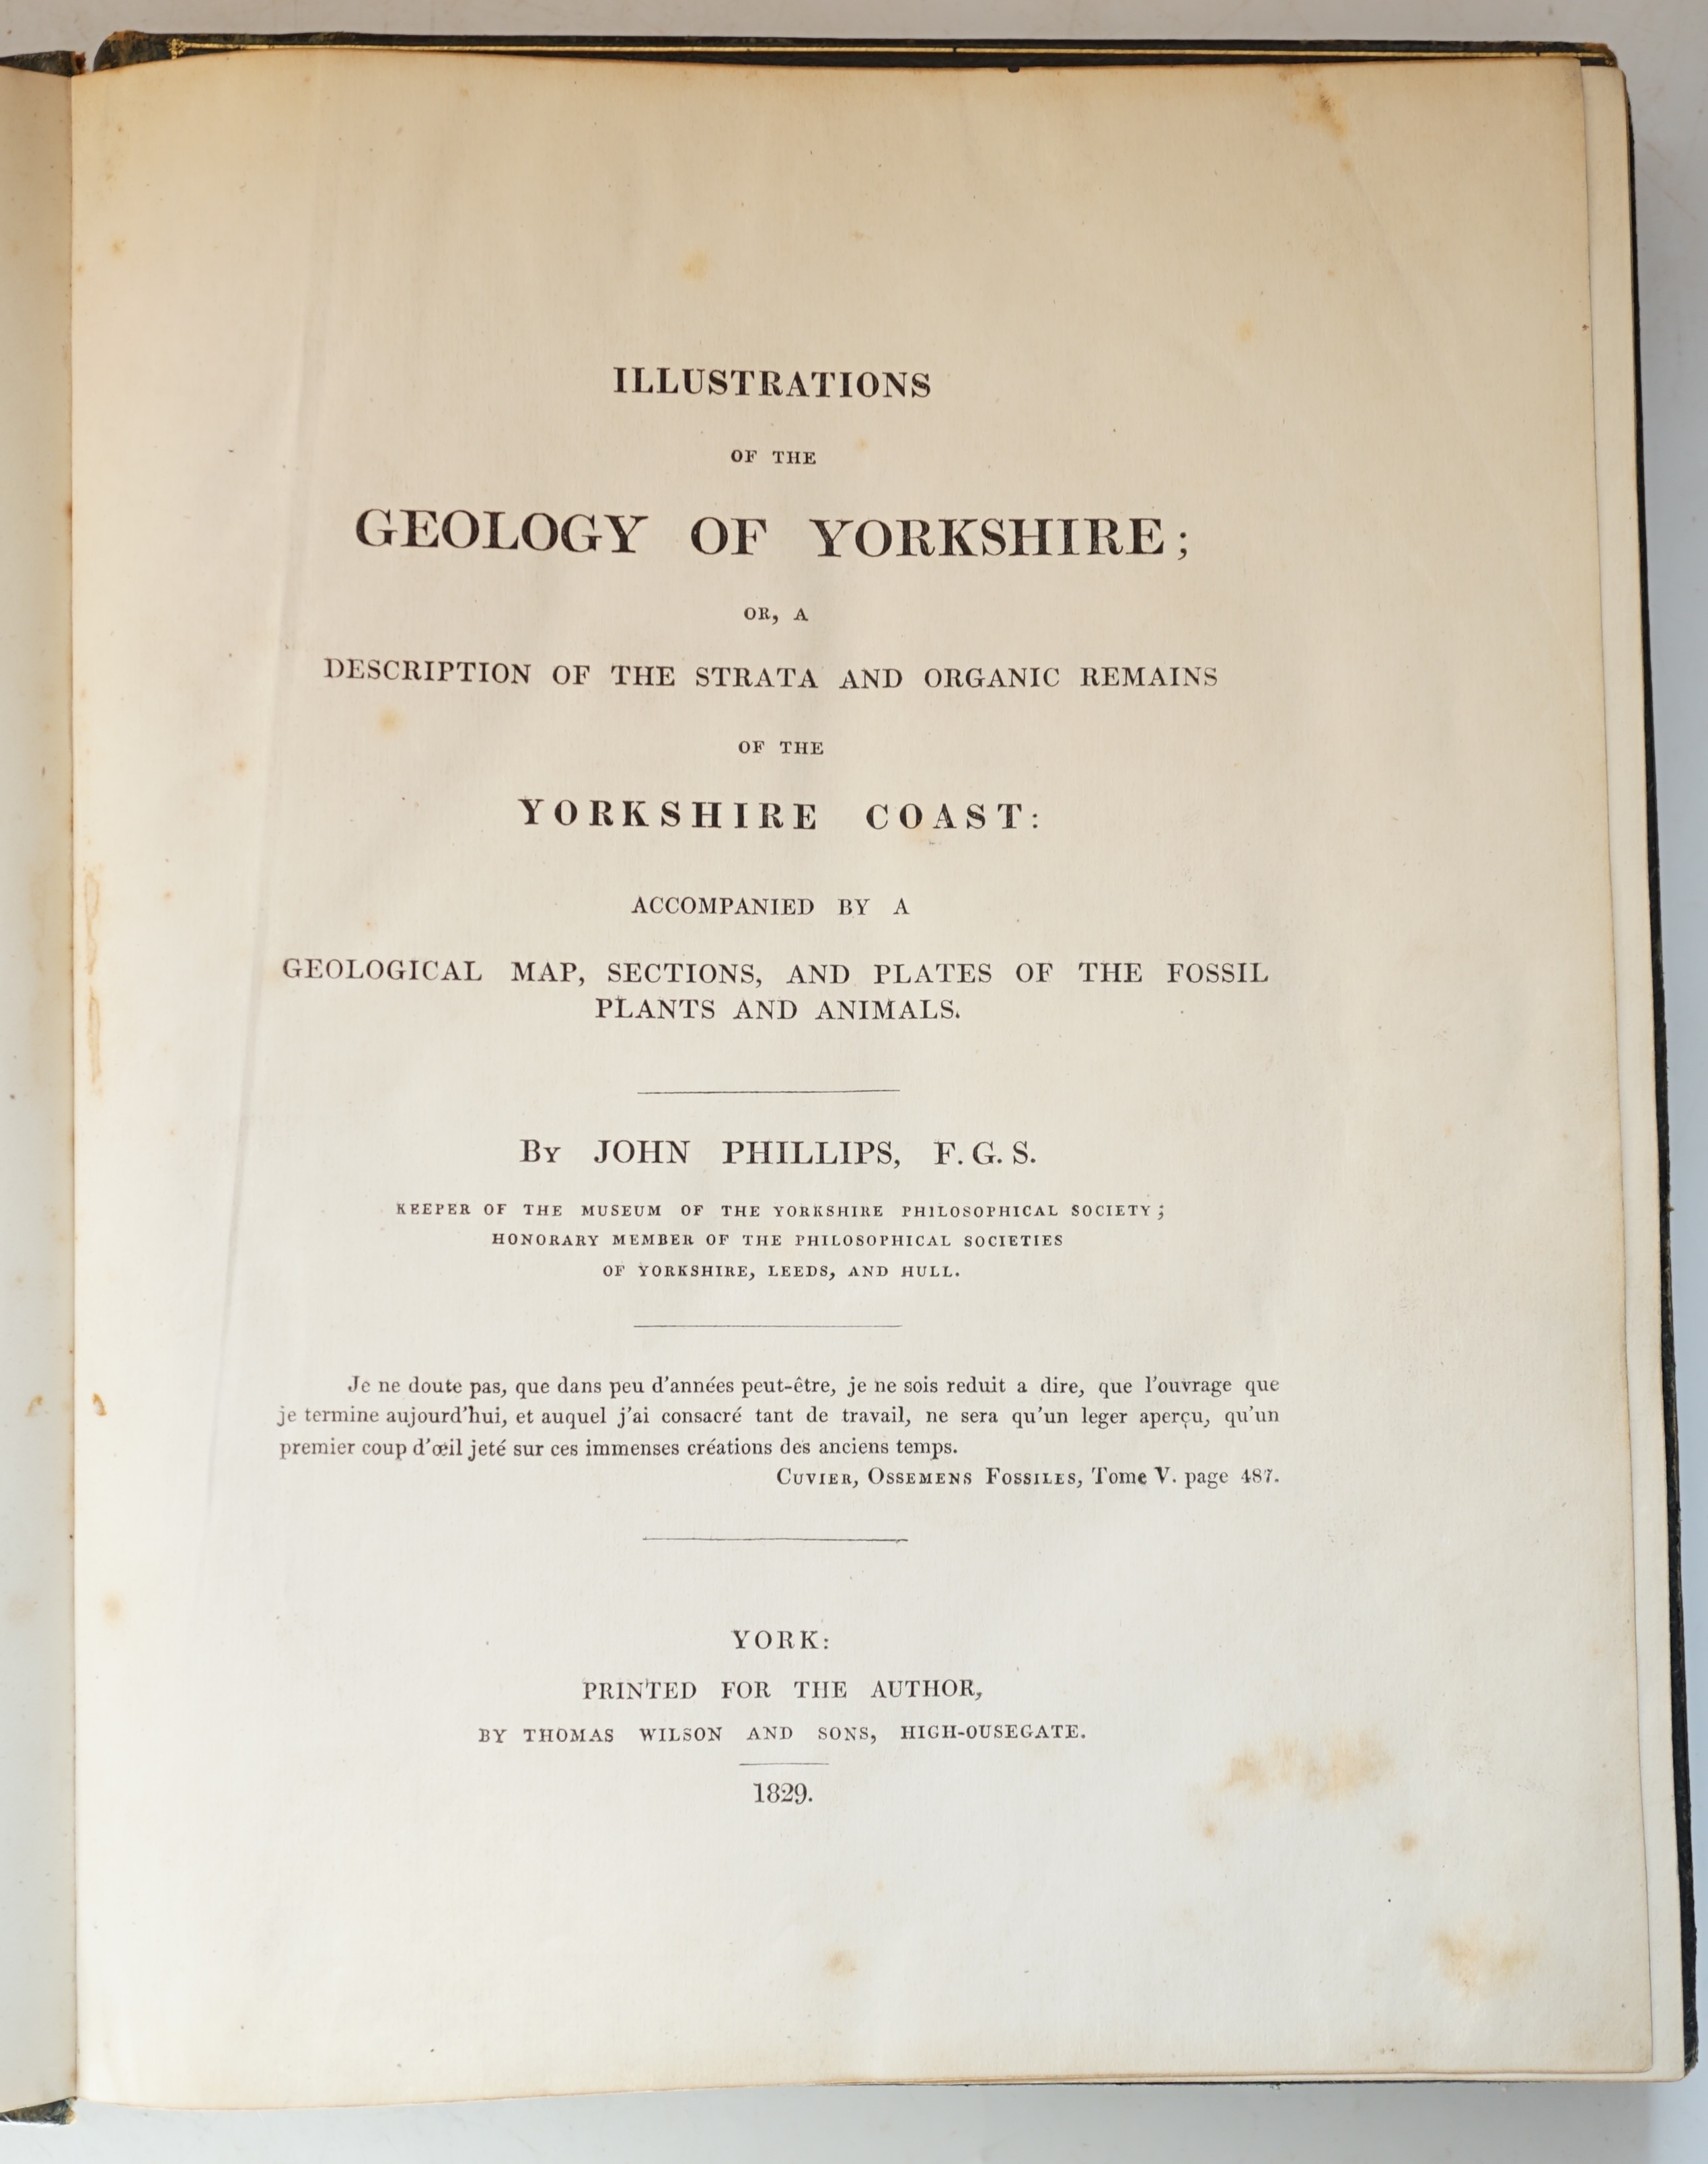 ILLUSTRATIONS
OF THE
GEOLOGY OF YORKSHIRE;
OR, A
DESCRIPTION OF THE STRATA AND ORGANIC REMAINS
OF THE
YORKSHIRE COAST:
ACCOMPANIED BY A
GEOLOGICAL MAP, SECTIONS, AND PLATES OF THE FOSSIL
PLANTS AND ANIMALS.
By JOHN PHILLIPS, F. G. S.
KEEPER OF THE MUSEUM OF THE YORKSHIRE PHILOSOPHICAL SOCIETY;
HONORARY MEMBER OF THE PHILOSOPHICAL SOCIETIES
OF YORKSHIRE, LEEDS, AND HULL.
Je ne doute pas, que dans peu d'années peut-être, je ne sois reduit a dire, que l'ouvrage que
je termine aujourd'hui, et auquel j'ai consacré tant de travail, ne sera qu'un leger aperçu, qu'un
premier coup d'œil jeté sur ces immenses créations des anciens temps.
Cuvier, Ossemens Fossiles, Tome V. page 487.
YORK:
PRINTED FOR THE AUTHOR,
BY THOMAS WILSON AND SONS, HIGH-OUSEGATE.
1829.